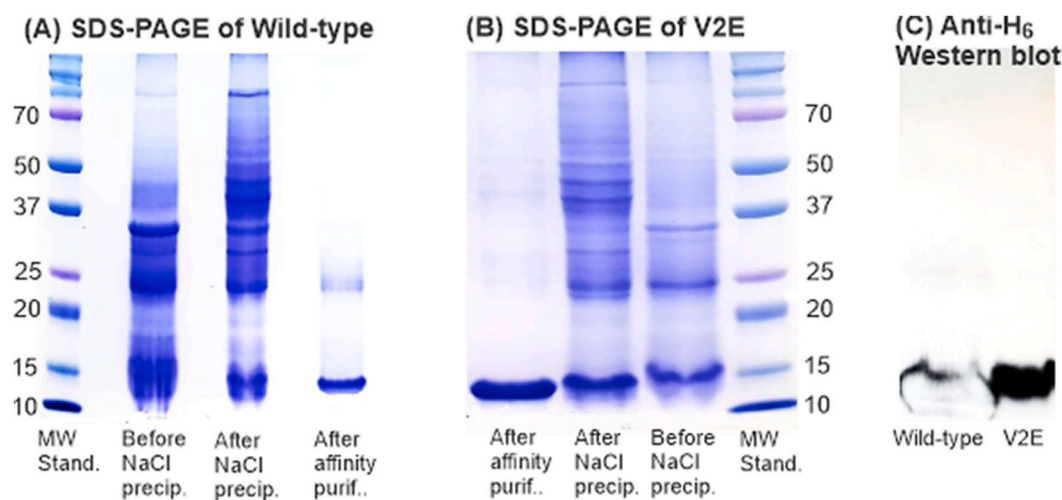 (A) SDS-PAGE of Wild-type
70
50
37
25
20
15
10
MW
Stand.
Before
NaCl
precip.
After
NaCl
precip.
After
affinity
purif..
(B) SDS-PAGE of V2E
70
50
37
25
20
15
10
After
affinity
purif..
After
NaCl
precip.
Before
NaCl
precip.
MW
Stand.
(C) Anti-H₆
Western blot
Wild-type V2E